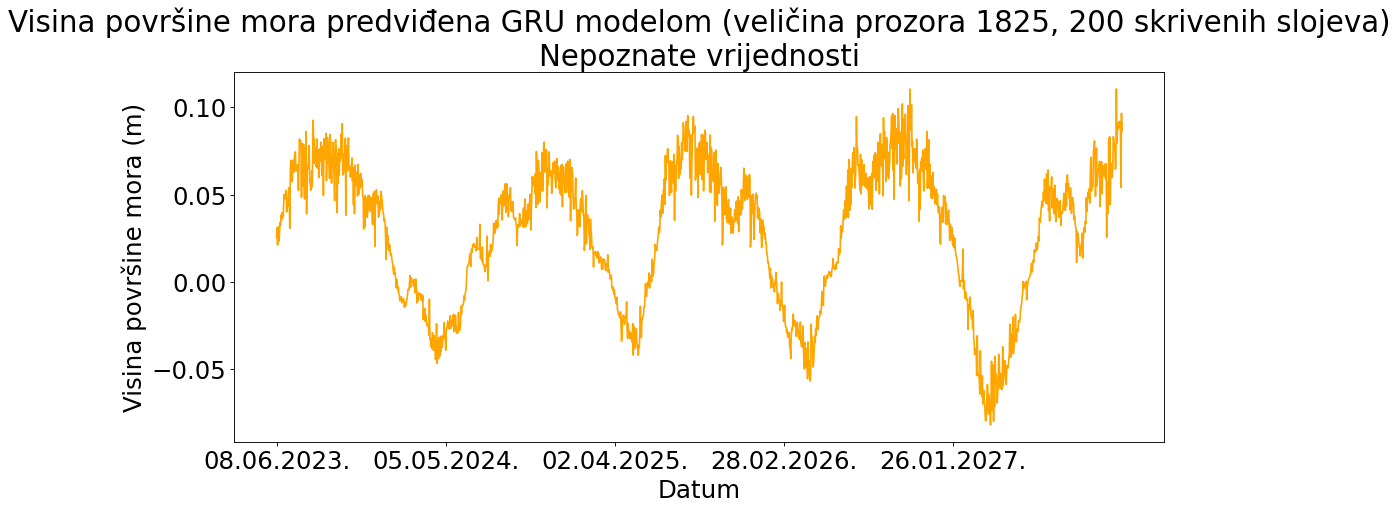 Visina površine mora predviđena GRU modelom (veličina prozora 1825, 200 skrivenih slojeva)
Nepoznate vrijednosti
Visina površine mora (m)
0.10
0.05
0.00
−0.05
08.06.2023. 05.05.2024. 02.04.2025. 28.02.2026. 26.01.2027.
Datum